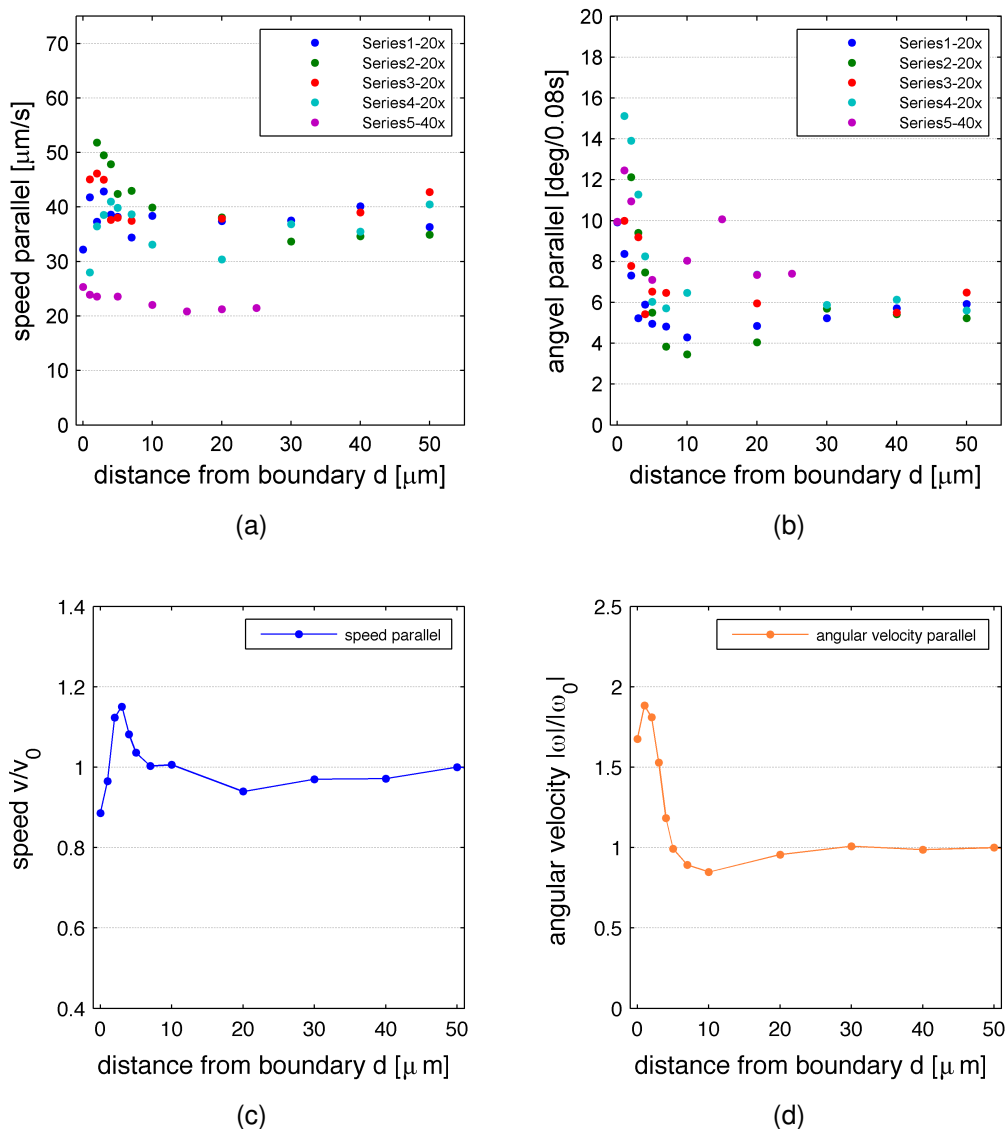 speed parallel [μm/s]
70
60
50
40
30
20
10
0
0 10 20 30 40 50
distance from boundary d [μm]
Series1-20x
Series2-20x
Series3-20x
Series4-20x
Series5-40x
(a)
angvel parallel [deg/0.08s]
20
18
16
14
12
10
8
6
4
2
0
0 10 20 30 40 50
distance from boundary d [μm]
Series1-20x
Series2-20x
Series3-20x
Series4-20x
Series5-40x
(b)
speed v/v0
1.4
1.2
1
0.8
0.6
0.4
0 10 20 30 40 50
distance from boundary d [μ m]
speed parallel
(c)
angular velocity |ω|/|ω0|
2.5
2
1.5
1
0.5
0
0 10 20 30 40 50
distance from boundary d [μ m]
angular velocity parallel
(d)